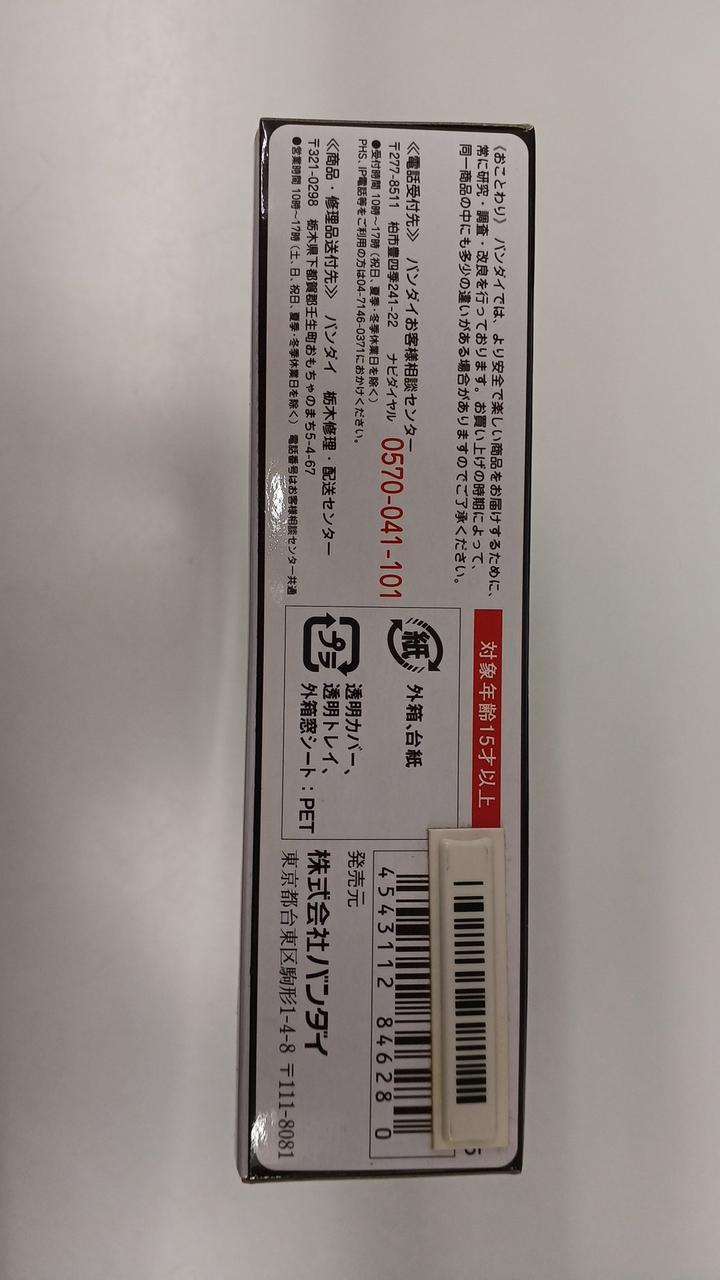 《おことわり》 バンダイでは、より安全で楽しい商品をお届けするために、
常に研究・調査・改良を行っております。お買い上げの時期によって、
同一商品の中にも多少の違いがある場合がありますのでご了承ください。
≪電話受付先≫ バンダイお客様相談センター
〒277-8511 柏市豊四季241-22 ナビダイヤル 0570-041-101
●受付時間 10時~17時(祝日、夏季・冬季休業日を除く)
PHS、IP電話等をご利用の方は04-7146-0371におかけください。
≪商品・修理品送付先≫ バンダイ 栃木修理・配送センター
〒321-0298 栃木県下都賀郡壬生町おもちゃのまち5-4-67
●営業時間 10時~17時(土、日、祝日、夏季・冬季休業日を除く) 電話番号はお客様相談センター共通
対象年齢15才以上
紙
外箱、台紙
プラ
透明カバー、
透明トレイ、
外箱窓シート:PET
4543112 84628 0
発売元
株式会社バンダイ
東京都台東区駒形1-4-8 〒111-8081